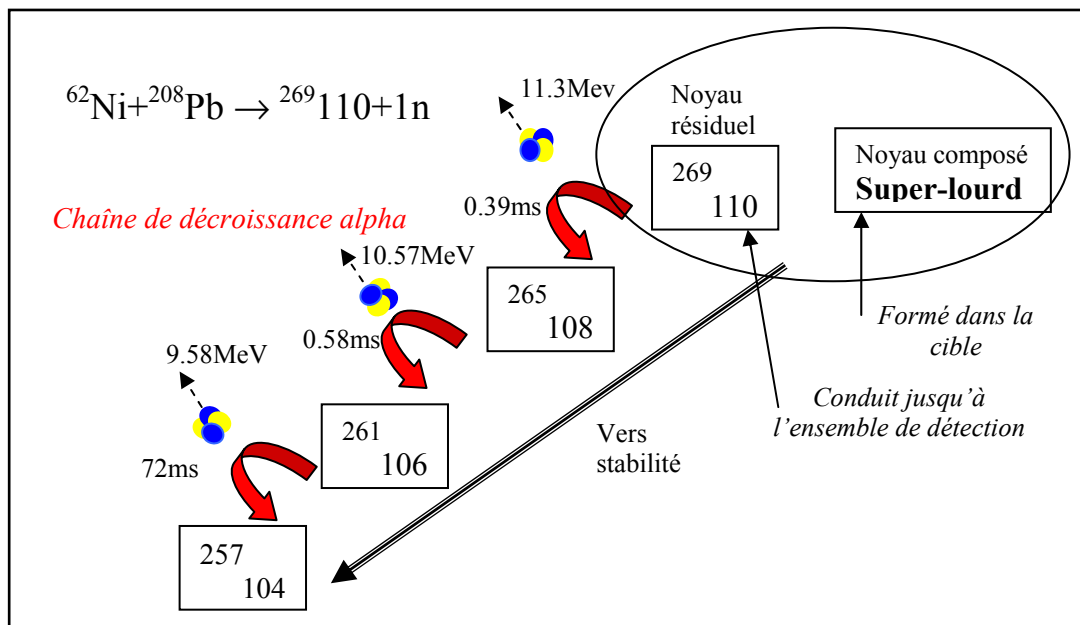 ⁶²Ni+²⁰⁸Pb → ²⁶⁹110+1n
11.3Mev
Noyau
résiduel
Noyau composé
Super-lourd
269
110
0.39ms
Chaîne de décroissance alpha
10.57MeV
265
108
Formé dans la
cible
0.58ms
9.58MeV
Conduit jusqu’à
l’ensemble de détection
261
106
Vers
stabilité
72ms
257
104